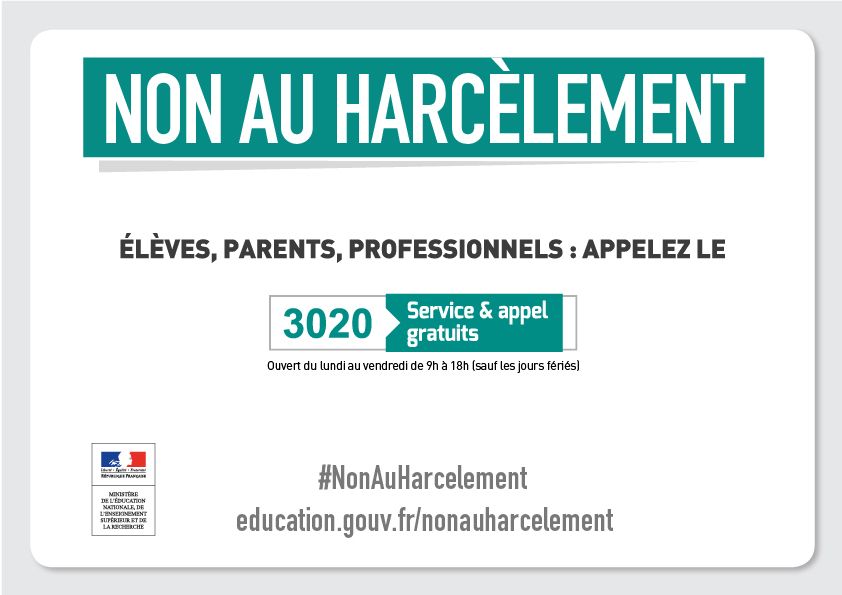 NON AU HARCÈLEMENT
ÉLÈVES, PARENTS, PROFESSIONNELS : APPELEZ LE
3020
Service & appel
gratuits
Ouvert du lundi au vendredi de 9h à 18h (sauf les jours fériés)
Liberté • Égalité • Fraternité
RÉPUBLIQUE FRANÇAISE
MINISTÈRE
DE L'ÉDUCATION
NATIONALE, DE
L'ENSEIGNEMENT
SUPÉRIEUR ET DE
LA RECHERCHE
#NonAuHarcelement
education.gouv.fr/nonauharcelement